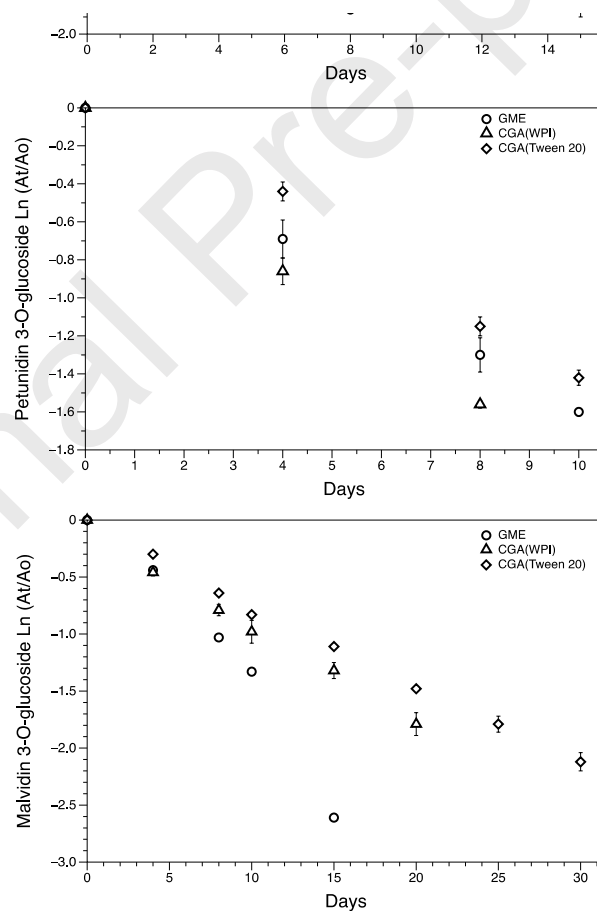 -2.0
0 2 4 6 8 10 12 14
Days
Petunidin 3-O-glucoside Ln (At/Ao)
0
-0.2
-0.4
-0.6
-0.8
-1.0
-1.2
-1.4
-1.6
-1.8
GME
CGA(WPI)
CGA(Tween 20)
0 1 2 3 4 5 6 7 8 9 10
Days
Malvidin 3-O-glucoside Ln (At/Ao)
0
-0.5
-1.0
-1.5
-2.0
-2.5
-3.0
GME
CGA(WPI)
CGA(Tween 20)
0 5 10 15 20 25 30
Days
nal Pre-p